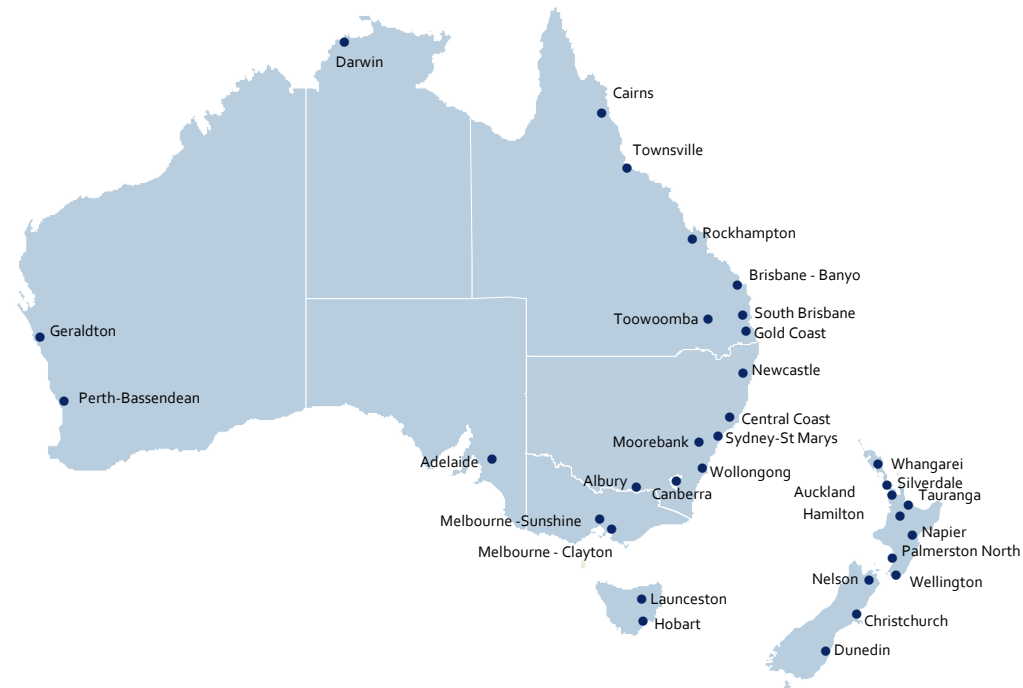 Darwin
Cairns
Townsville
Rockhampton
Brisbane - Banyo
South Brisbane
Toowoomba
Gold Coast
Geraldton
Newcastle
Perth-Bassendean
Central Coast
Sydney-St Marys
Moorebank
Adelaide
Wollongong
Albury
Canberra
Melbourne -Sunshine
Melbourne - Clayton
Launceston
Hobart
Whangarei
Silverdale
Auckland
Tauranga
Hamilton
Napier
Palmerston North
Nelson
Wellington
Christchurch
Dunedin